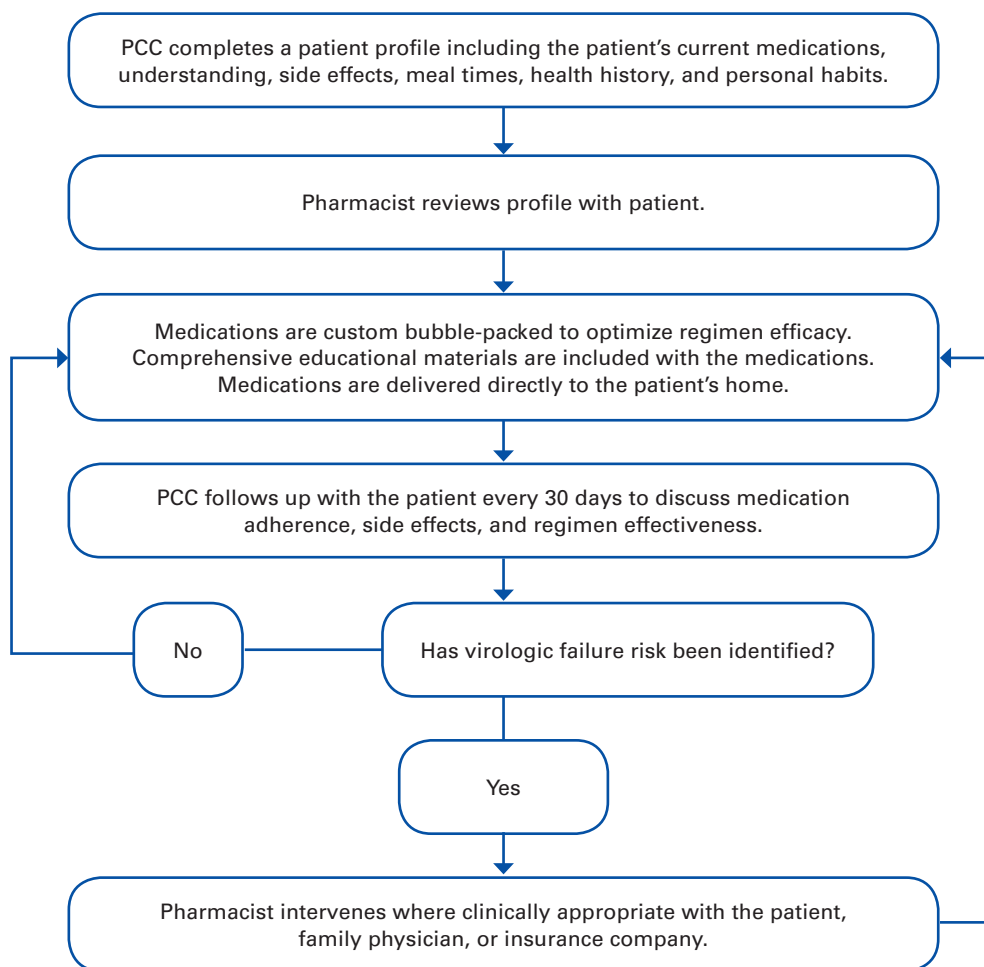 PCC completes a patient profile including the patient’s current medications,
understanding, side effects, meal times, health history, and personal habits.
Pharmacist reviews profile with patient.
Medications are custom bubble-packed to optimize regimen efficacy.
Comprehensive educational materials are included with the medications.
Medications are delivered directly to the patient’s home.
PCC follows up with the patient every 30 days to discuss medication
adherence, side effects, and regimen effectiveness.
No
Has virologic failure risk been identified?
Yes
Pharmacist intervenes where clinically appropriate with the patient,
family physician, or insurance company.